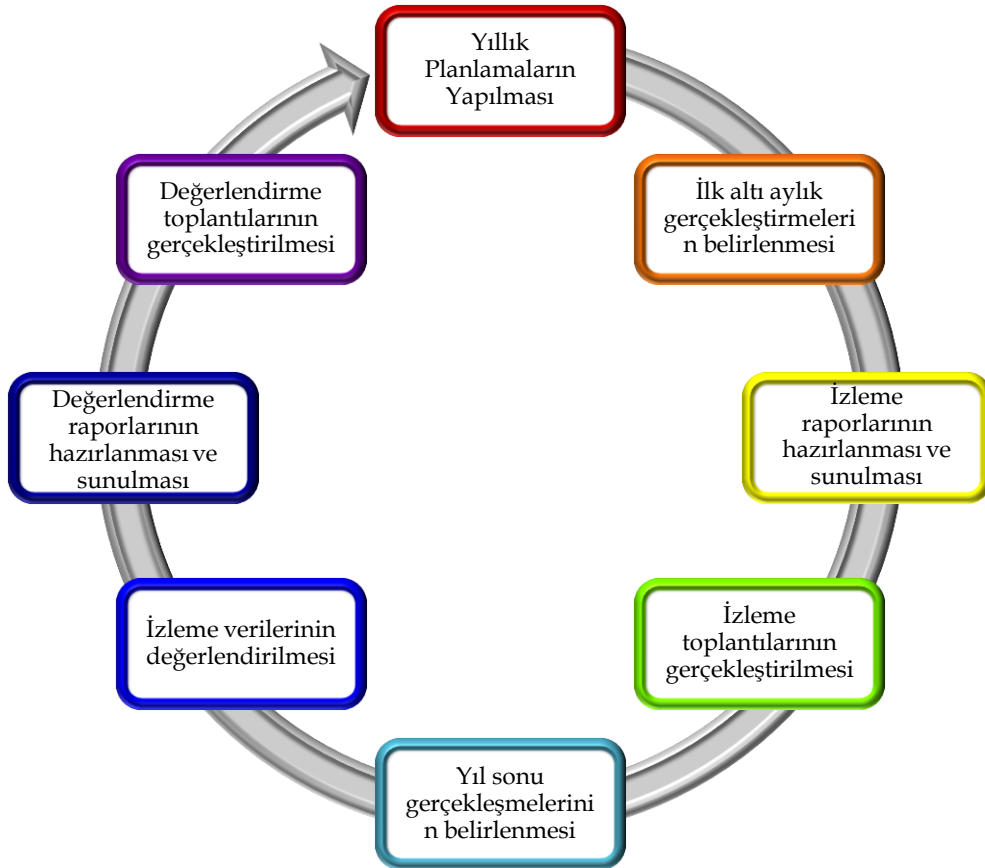 Yıllık
Planlamaların
Yapılması
İlk altı aylık
gerçekleştirmeleri
n belirlenmesi
İzleme
raporlarının
hazırlanması ve
sunulması
İzleme
toplantılarının
gerçekleştirilmesi
Yıl sonu
gerçekleşmelerini
n belirlenmesi
İzleme verilerinin
değerlendirilmesi
Değerlendirme
raporlarının
hazırlanması ve
sunulması
Değerlendirme
toplantılarının
gerçekleştirilmesi